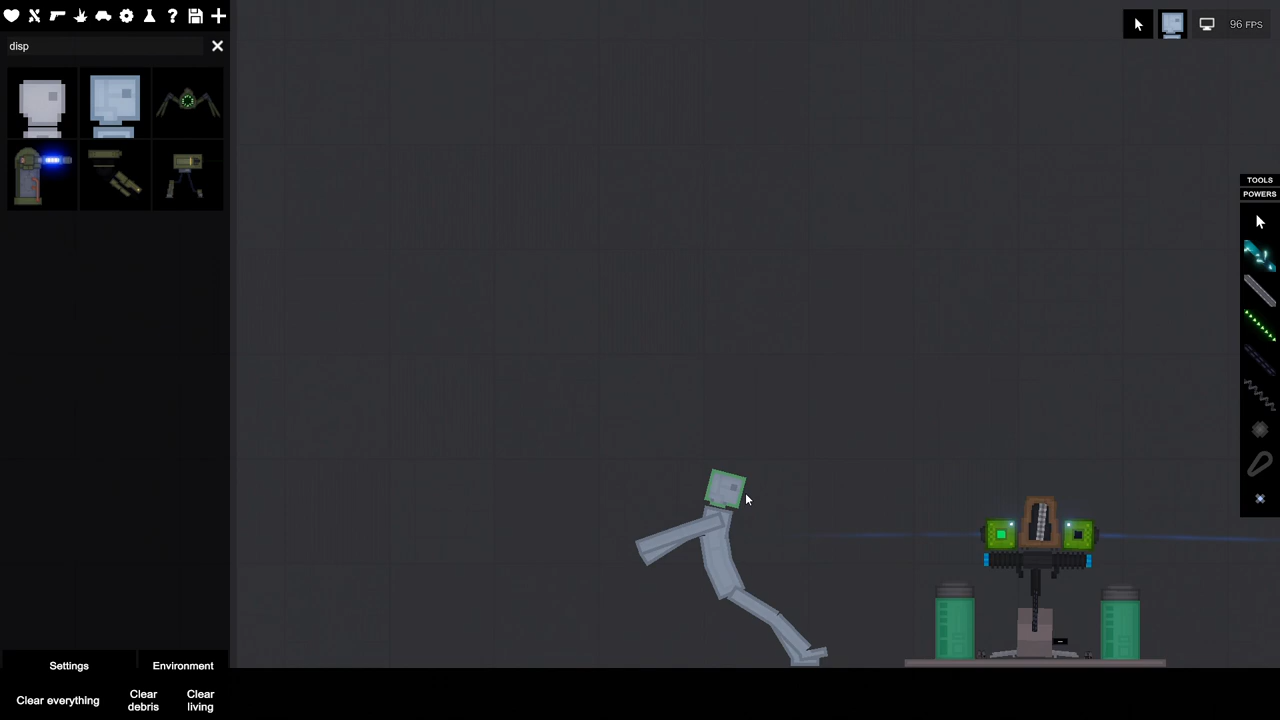 disp
96 FPS
TOOLS
POWERS
Settings
Environment
Clear everything
Clear debris
Clear living